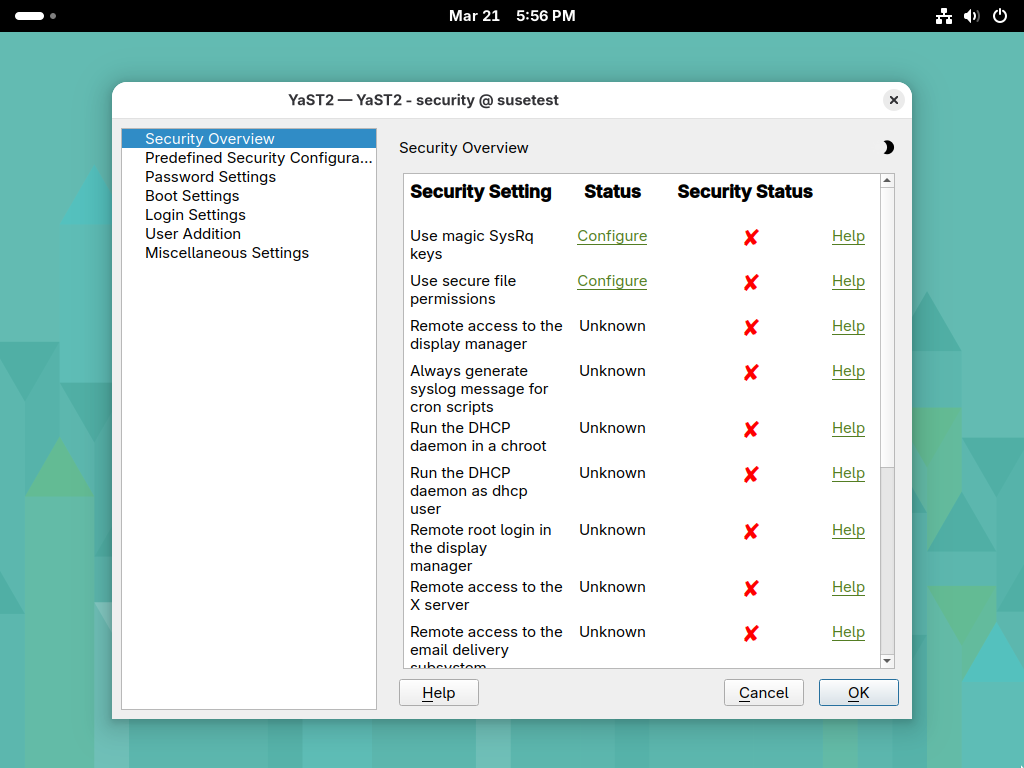 Mar 21 5:56 PM
YaST2 — YaST2 - security @ susetest
Security Overview
Predefined Security Configura...
Password Settings
Boot Settings
Login Settings
User Addition
Miscellaneous Settings
Security Overview
Security Setting Status Security Status
Use magic SysRq Configure ✘ Help
keys
Use secure file Configure ✘ Help
permissions
Remote access to the Unknown ✘ Help
display manager
Always generate Unknown ✘ Help
syslog message for
cron scripts
Run the DHCP Unknown ✘ Help
daemon in a chroot
Run the DHCP Unknown ✘ Help
daemon as dhcp
user
Remote root login in Unknown ✘ Help
the display
manager
Remote access to the Unknown ✘ Help
X server
Remote access to the Unknown ✘ Help
email delivery
subsystem
Help Cancel OK